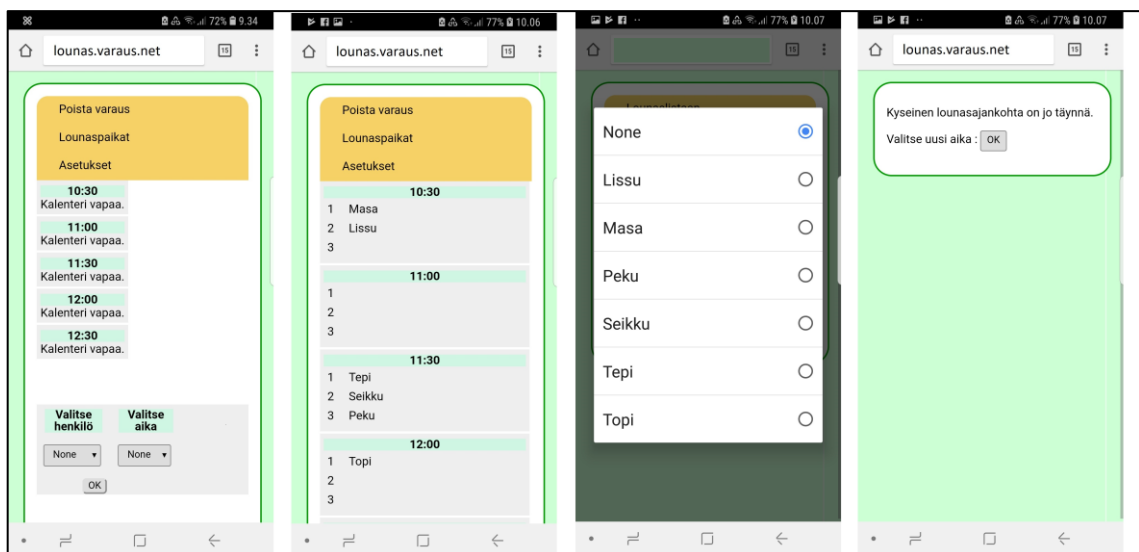 72% 9.34
lounas.varaus.net
15
Poista varaus
Lounaspaikat
Asetukset
10:30
Kalenteri vapaa.
11:00
Kalenteri vapaa.
11:30
Kalenteri vapaa.
12:00
Kalenteri vapaa.
12:30
Kalenteri vapaa.
Valitse henkilö
Valitse aika
None
None
OK
77% 10.06
lounas.varaus.net
15
Poista varaus
Lounaspaikat
Asetukset
10:30
1 Masa
2 Lissu
3
11:00
1
2
3
11:30
1 Tepi
2 Seikku
3 Peku
12:00
1 Topi
2
3
77% 10.07
15
None
Lissu
Masa
Peku
Seikku
Tepi
Topi
77% 10.07
lounas.varaus.net
15
Kyseinen lounasajankohta on jo täynnä.
Valitse uusi aika : OK